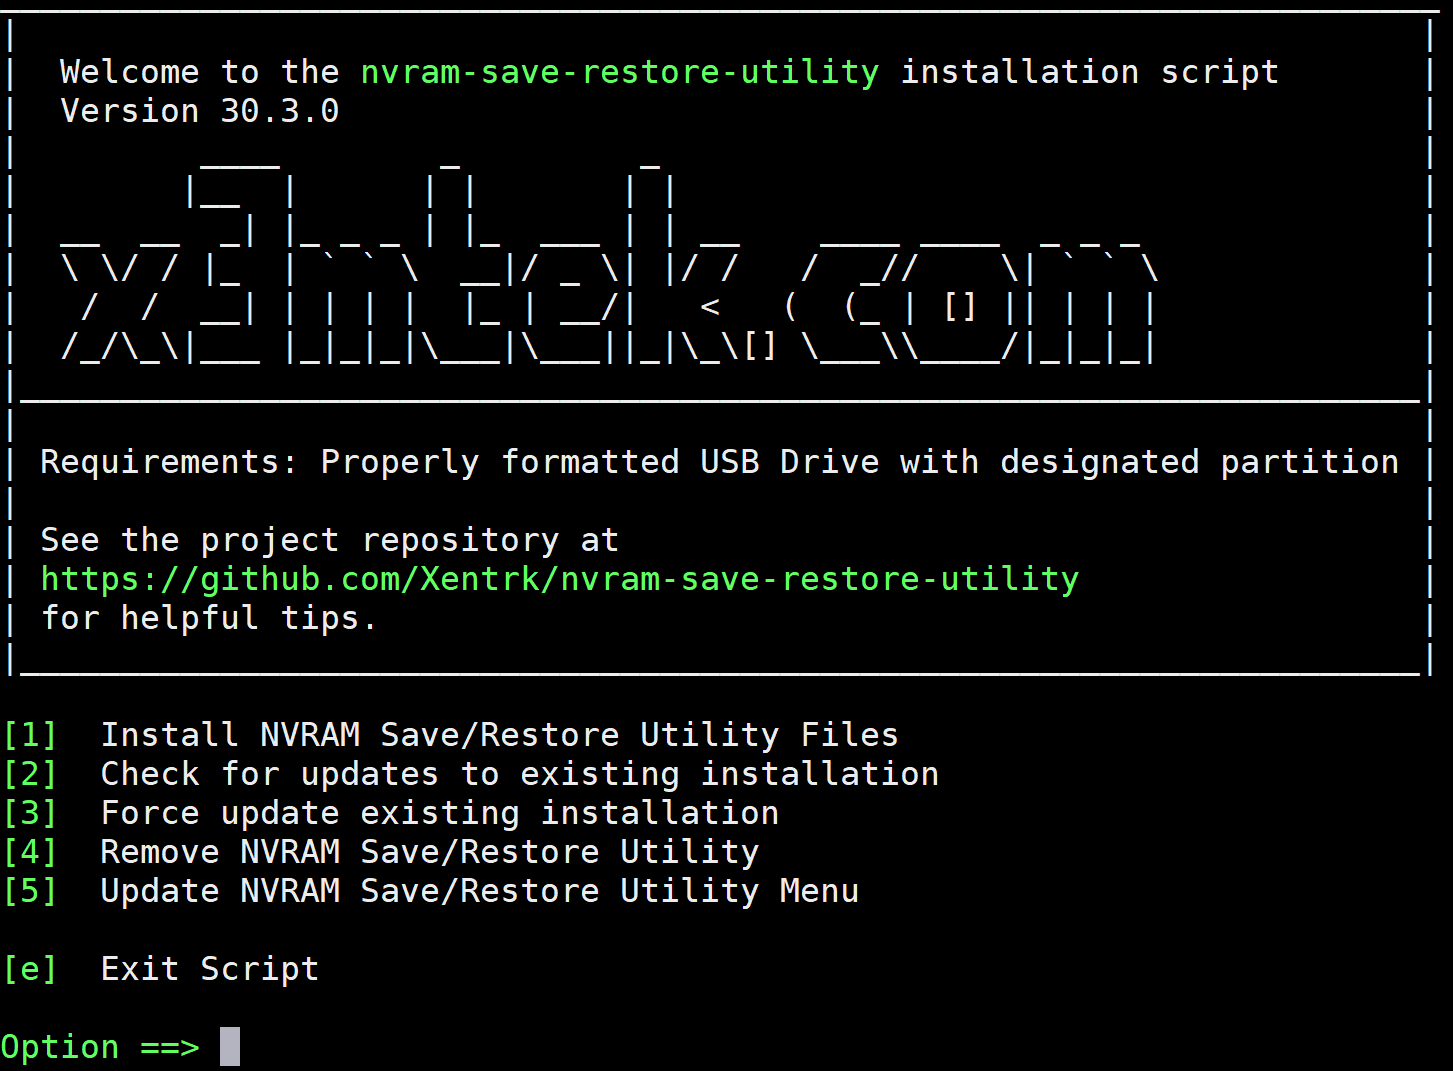 Welcome to the nvram-save-restore-utility installation script
Version 30.3.0
x3mtek.com
Requirements: Properly formatted USB Drive with designated partition
See the project repository at
https://github.com/Xentrk/nvram-save-restore-utility
for helpful tips.
[1] Install NVRAM Save/Restore Utility Files
[2] Check for updates to existing installation
[3] Force update existing installation
[4] Remove NVRAM Save/Restore Utility
[5] Update NVRAM Save/Restore Utility Menu
[e] Exit Script
Option ==>